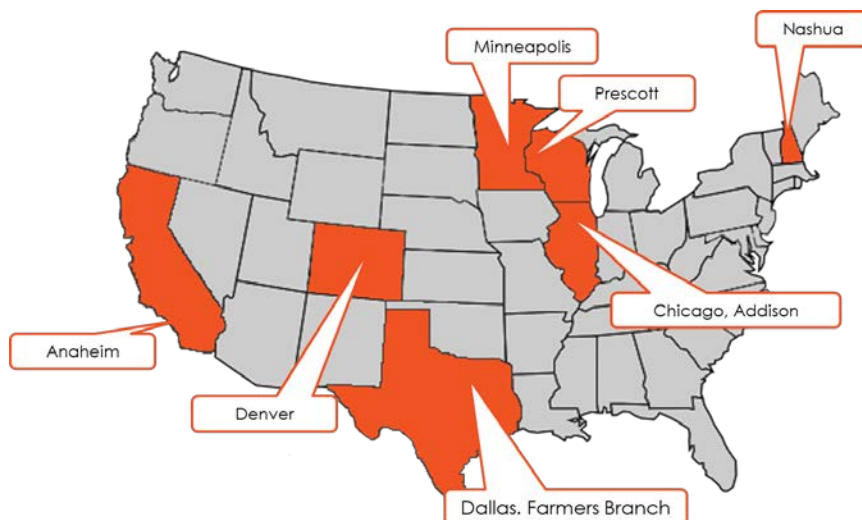 Nashua
Minneapolis
Prescott
Chicago, Addison
Anaheim
Denver
Dallas. Farmers Branch